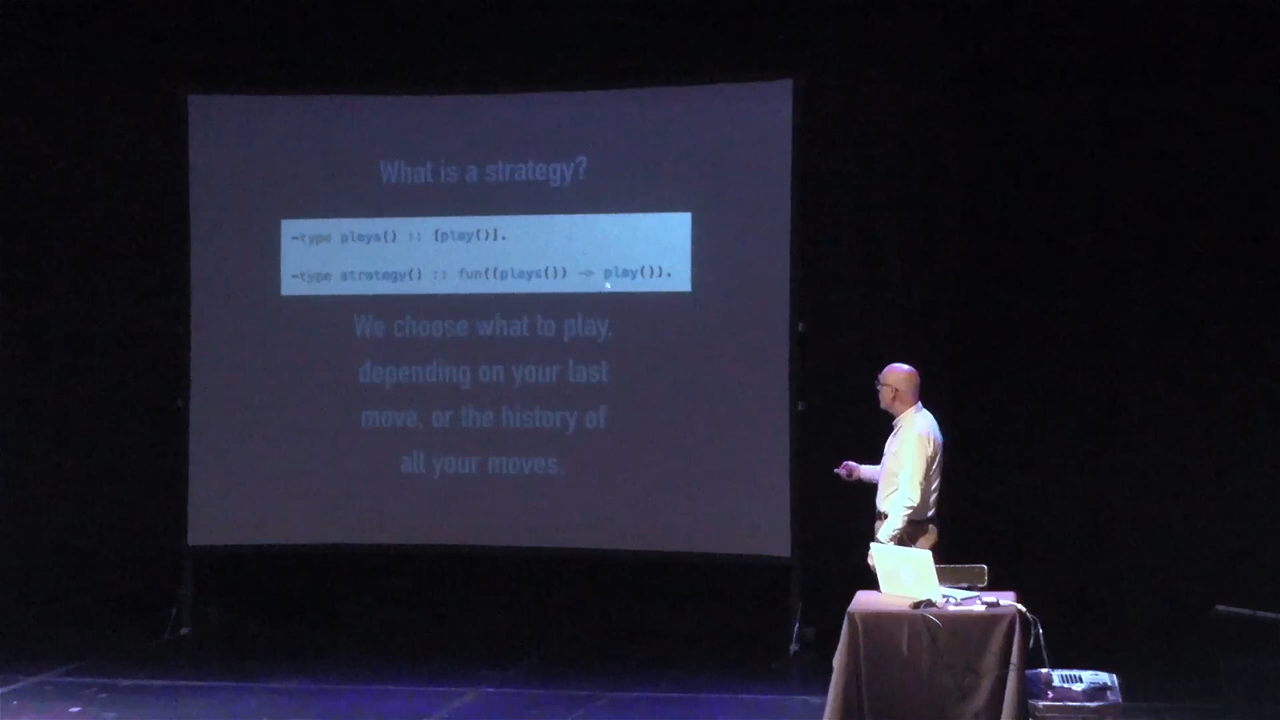 What is a strategy?
-type plays() :: [play()].
-type strategy() :: fun((plays()) -> play()).
We choose what to play,
depending on your last
move, or the history of
all your moves.